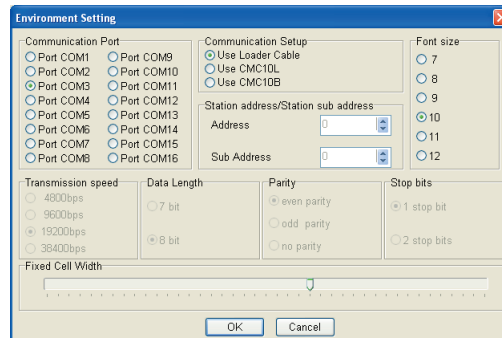 Environment Setting
Communication Port
Port COM1 Port COM9
Port COM2 Port COM10
Port COM3 Port COM11
Port COM4 Port COM12
Port COM5 Port COM13
Port COM6 Port COM14
Port COM7 Port COM15
Port COM8 Port COM16
Communication Setup
Use Loader Cable
Use CMC10L
Use CMC10B
Station address/Station sub address
Address 0
Sub Address 0
Font size
7
8
9
10
11
12
Transmission speed
4800bps
9600bps
19200bps
38400bps
Data Length
7 bit
8 bit
Parity
even parity
odd parity
no parity
Stop bits
1 stop bit
2 stop bits
Fixed Cell Width
OK Cancel